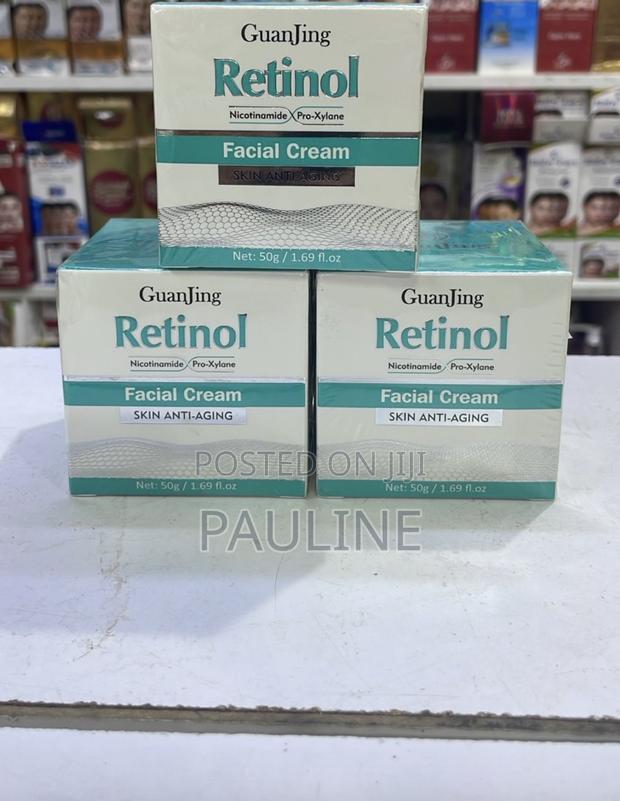 GuanJing
Retinol
Nicotinamide Pro-Xylane
Facial Cream
SKIN ANTI-AGING
Net: 50g / 1.69 fl.oz
GuanJing
Retinol
Nicotinamide Pro-Xylane
Facial Cream
SKIN ANTI-AGING
Net: 50g / 1.69 fl.oz
GuanJing
Retinol
Nicotinamide Pro-Xylane
Facial Cream
SKIN ANTI-AGING
Net: 50g / 1.69 fl.oz
POSTED ON JIJI
PAULINE